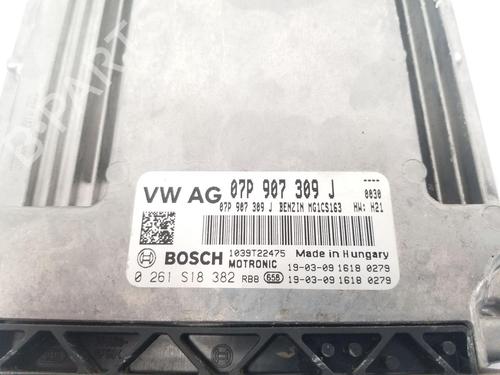 B-PARTS
----
VW AG 07P 907 309 J 0030
07P 907 309 J BENZIN MG1CS163 HW: H21
BOSCH 1039T22475 Made in Hungary
MOTRONIC 19-03-09 1618 0279
0 261 S18 382 RBB 658 19-03-09 1618 0279